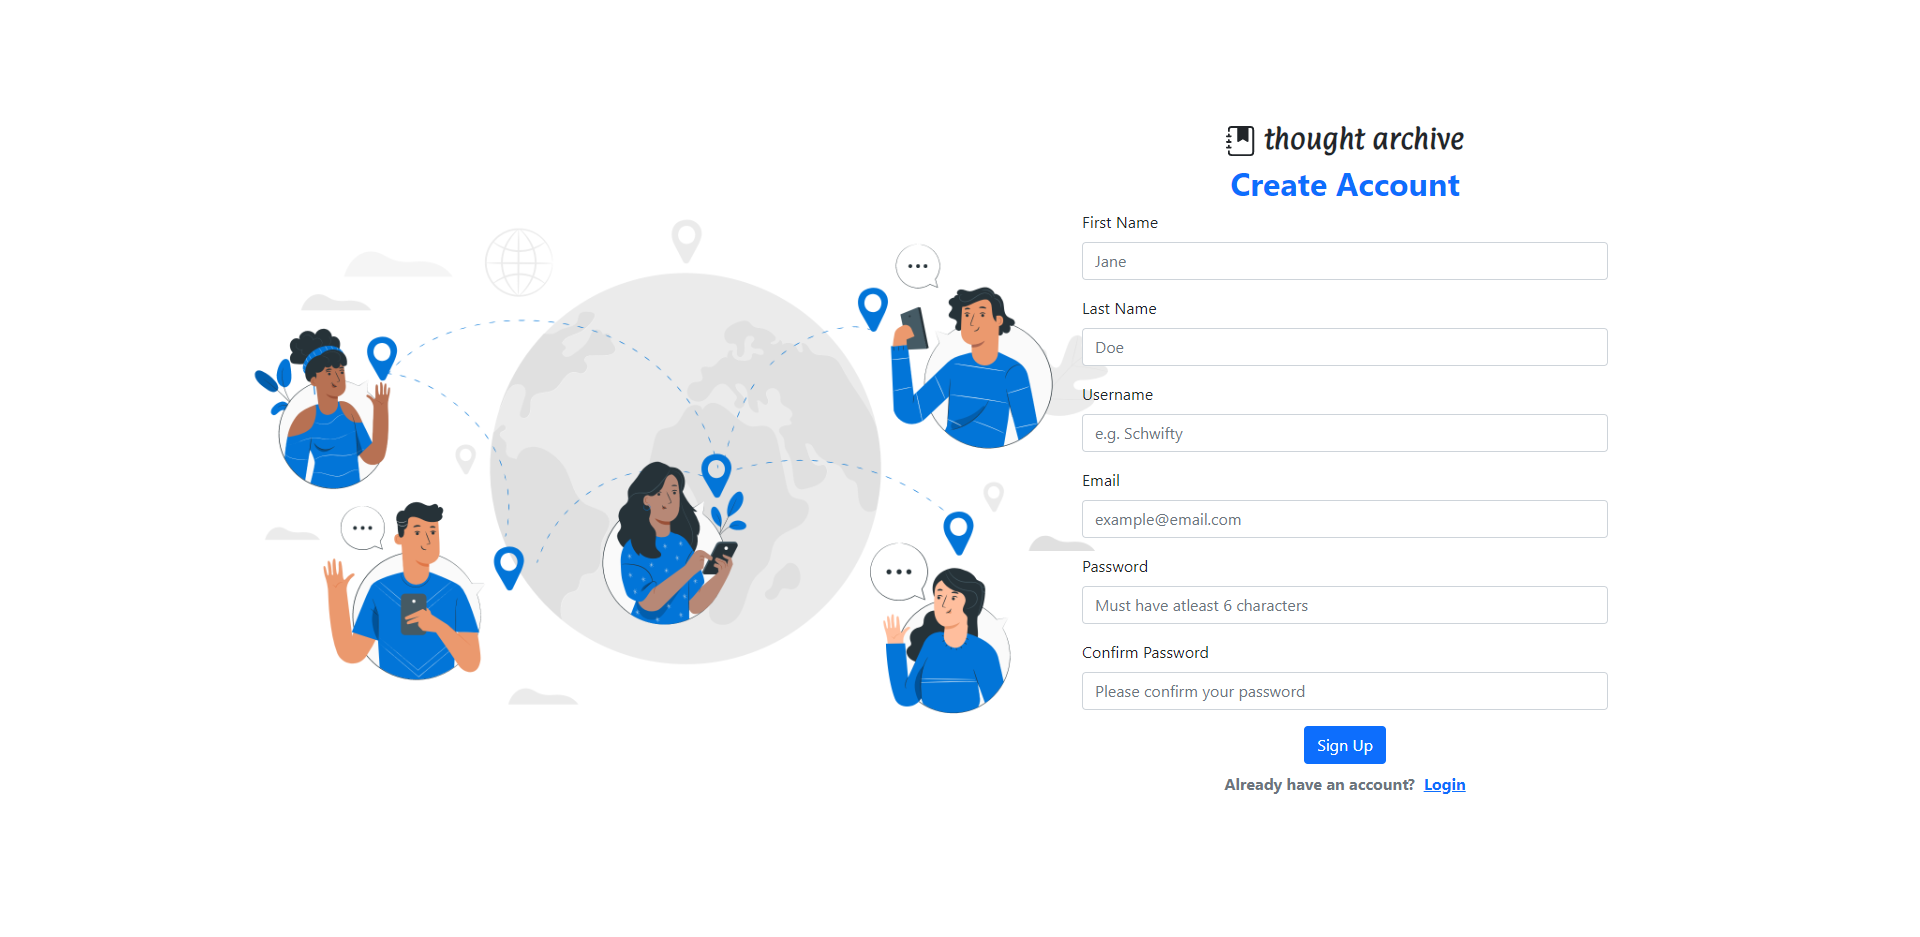 thought archive
Create Account
First Name
Jane
Last Name
Doe
Username
e.g. Schwifty
Email
example@email.com
Password
Must have atleast 6 characters
Confirm Password
Please confirm your password
Sign Up
Already have an account? Login